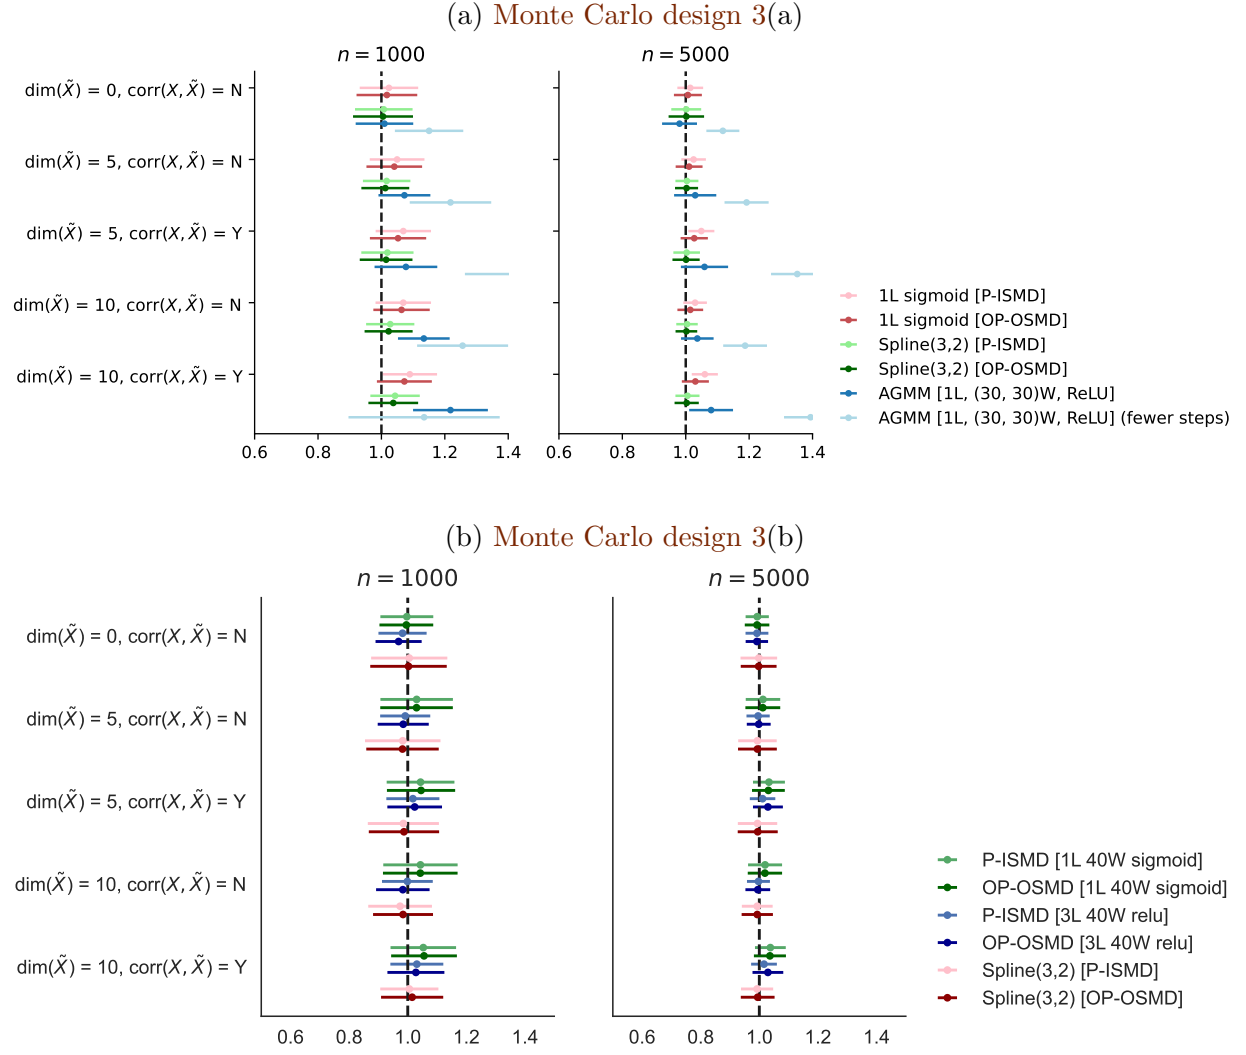 (a) Monte Carlo design 3(a)
n = 1000
n = 5000
dim(X̃) = 0, corr(X, X̃) = N
dim(X̃) = 5, corr(X, X̃) = N
dim(X̃) = 5, corr(X, X̃) = Y
dim(X̃) = 10, corr(X, X̃) = N
dim(X̃) = 10, corr(X, X̃) = Y
0.6 0.8 1.0 1.2 1.4
0.6 0.8 1.0 1.2 1.4
1L sigmoid [P-ISMD]
1L sigmoid [OP-OSMD]
Spline(3,2) [P-ISMD]
Spline(3,2) [OP-OSMD]
AGMM [1L, (30, 30)W, ReLU]
AGMM [1L, (30, 30)W, ReLU] (fewer steps)
(b) Monte Carlo design 3(b)
n = 1000
n = 5000
dim(X̃) = 0, corr(X, X̃) = N
dim(X̃) = 5, corr(X, X̃) = N
dim(X̃) = 5, corr(X, X̃) = Y
dim(X̃) = 10, corr(X, X̃) = N
dim(X̃) = 10, corr(X, X̃) = Y
0.6 0.8 1.0 1.2 1.4
0.6 0.8 1.0 1.2 1.4
P-ISMD [1L 40W sigmoid]
OP-OSMD [1L 40W sigmoid]
P-ISMD [3L 40W relu]
OP-OSMD [3L 40W relu]
Spline(3,2) [P-ISMD]
Spline(3,2) [OP-OSMD]